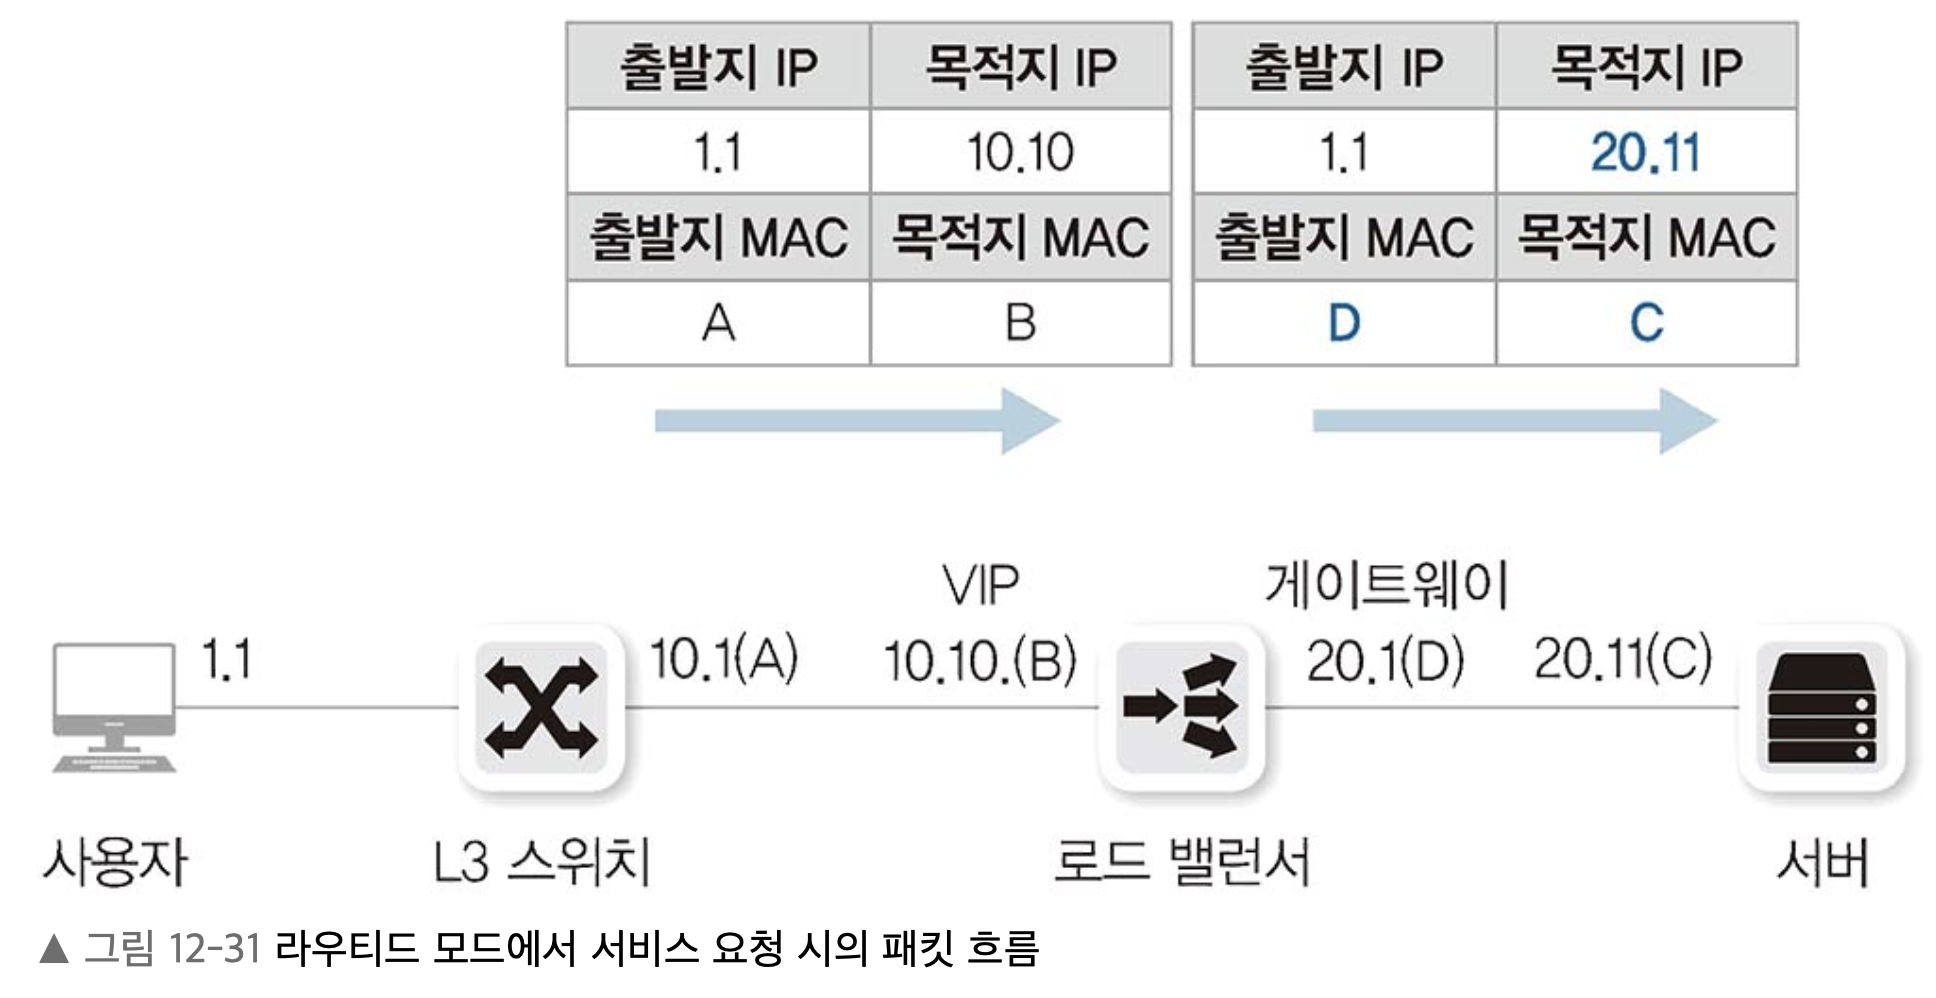 출발지 IP 목적지 IP 출발지 IP 목적지 IP
1.1 10.10 1.1 20.11
출발지 MAC 목적지 MAC 출발지 MAC 목적지 MAC
A B D C
VIP 게이트웨이
1.1 10.1(A) 10.10.(B) 20.1(D) 20.11(C)
사용자 L3 스위치 로드 밸런서 서버
▲ 그림 12-31 라우티드 모드에서 서비스 요청 시의 패킷 흐름